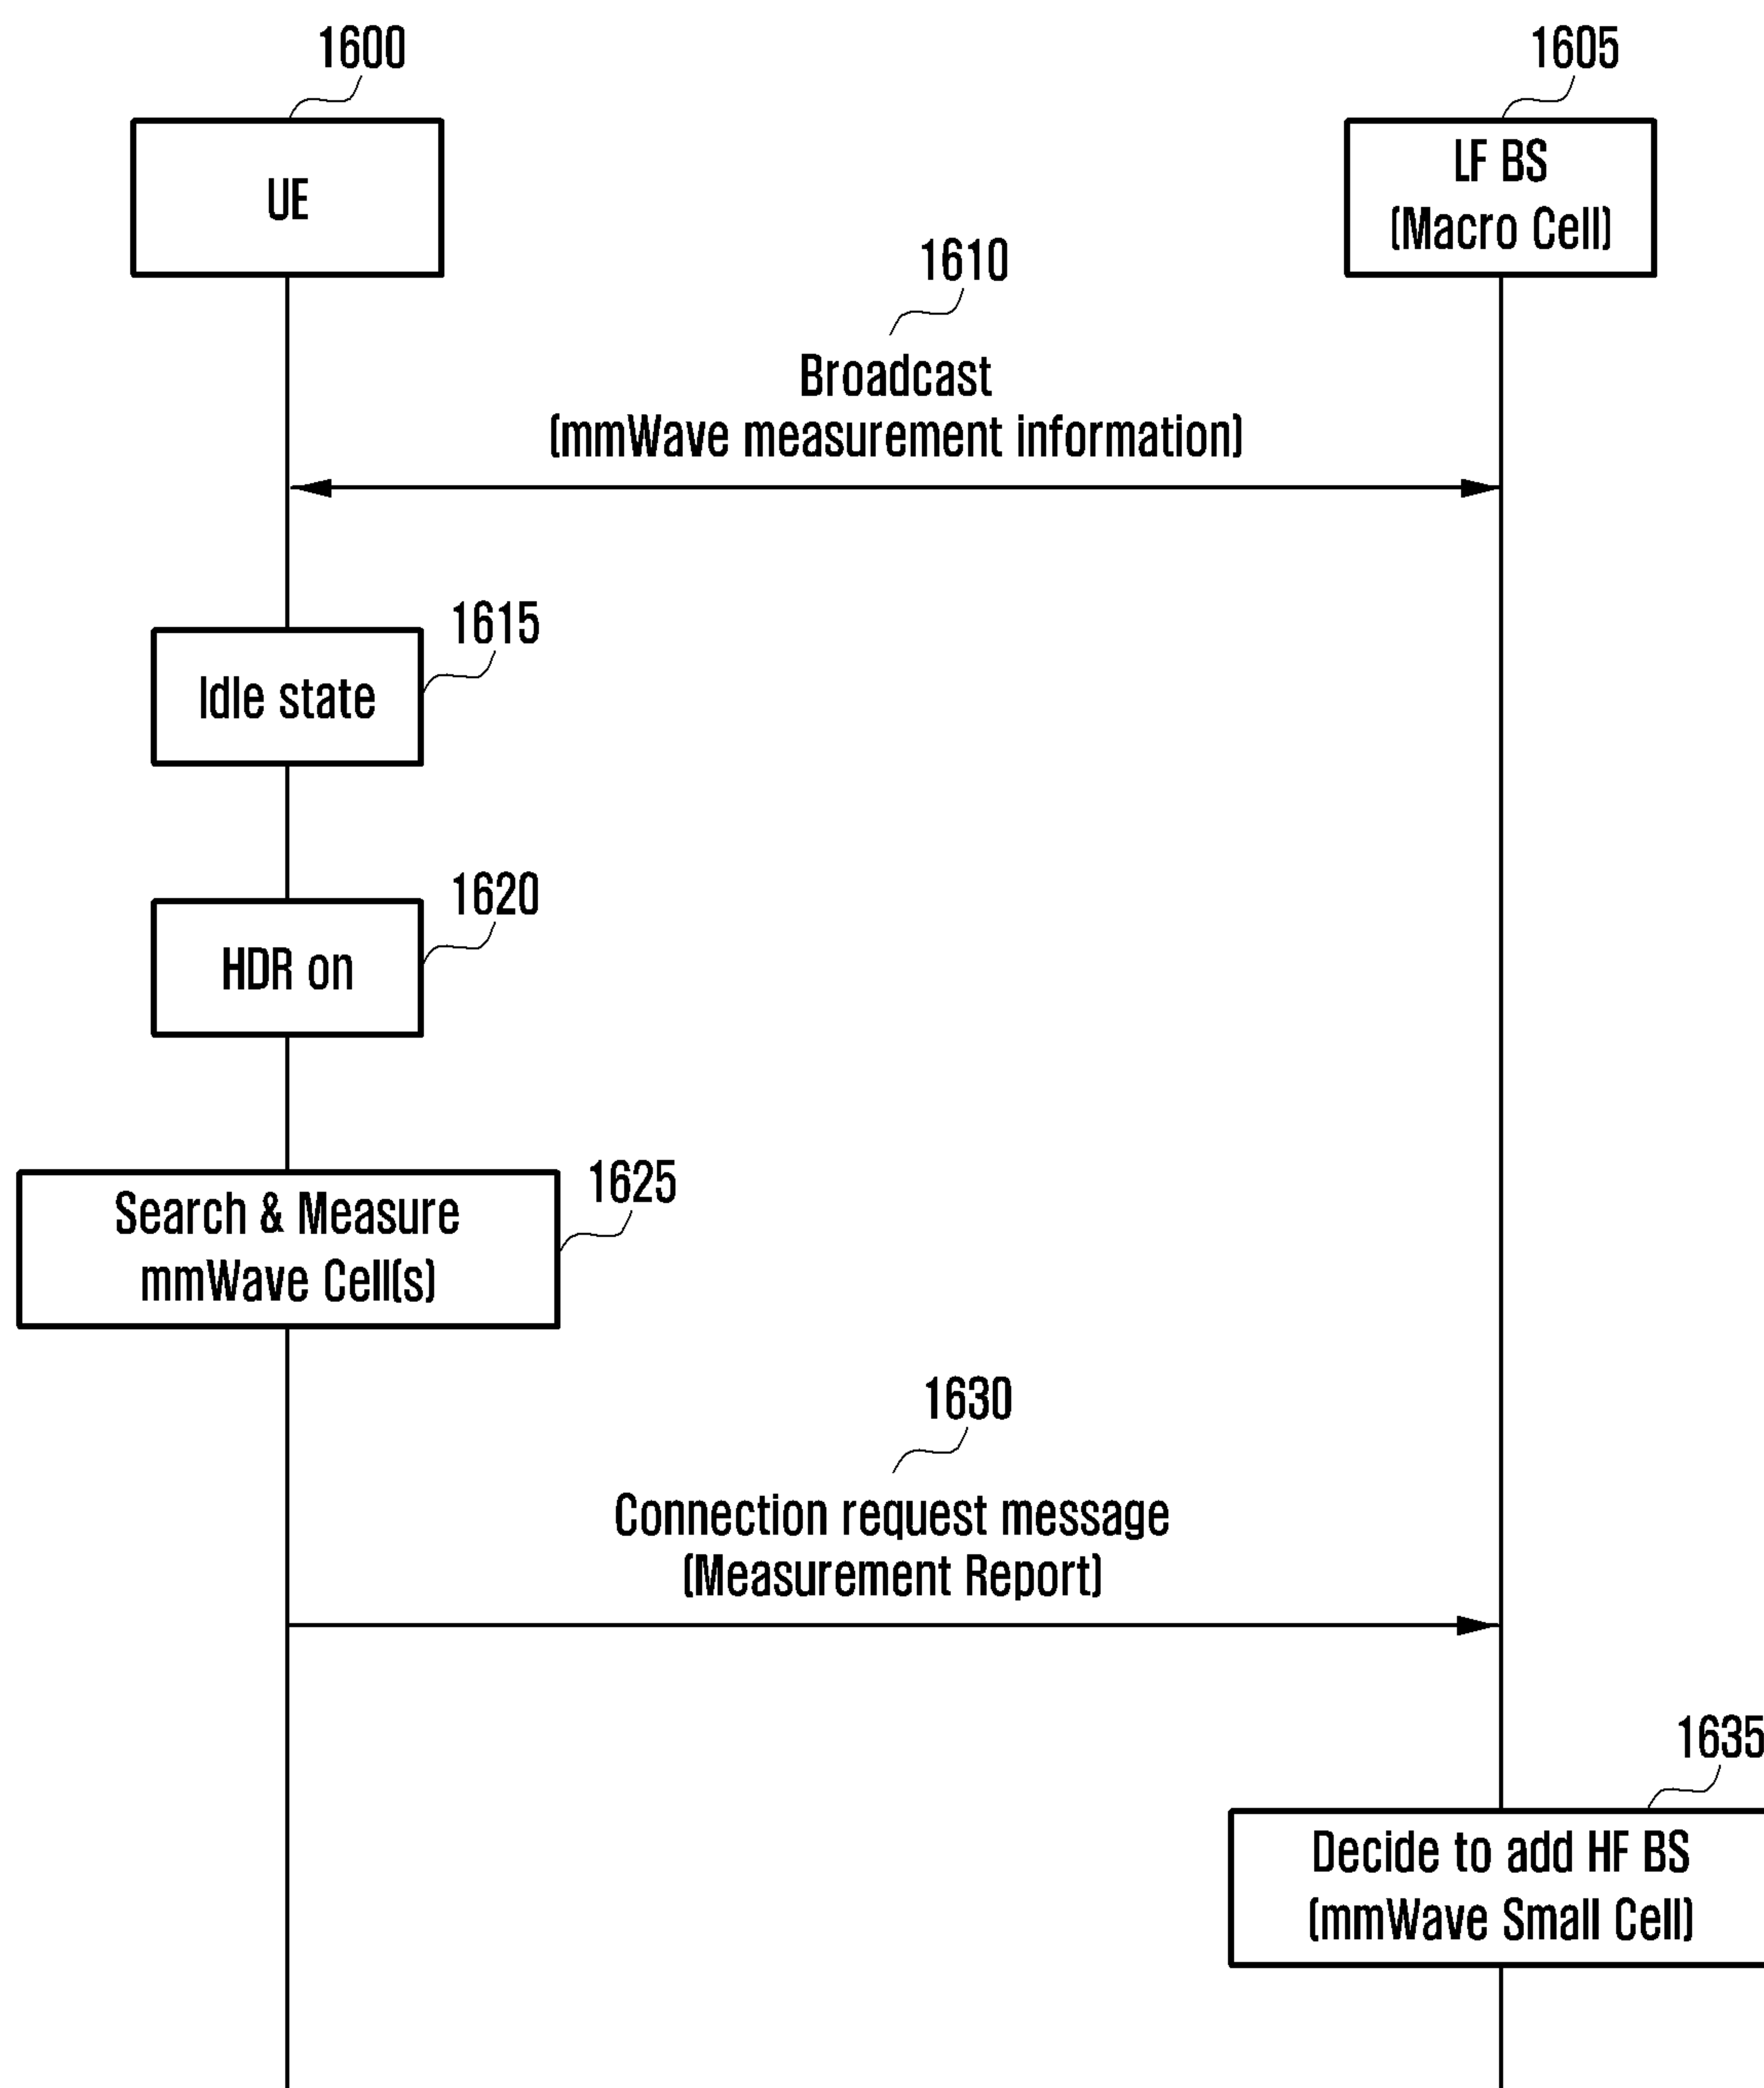 1600
1605
UE
LF BS
(Macro Cell)
1610
Broadcast
(mmWave measurement information)
1615
Idle state
1620
HDR on
1625
Search & Measure
mmWave Cell(s)
1630
Connection request message
(Measurement Report)
1635
Decide to add HF BS
(mmWave Small Cell)